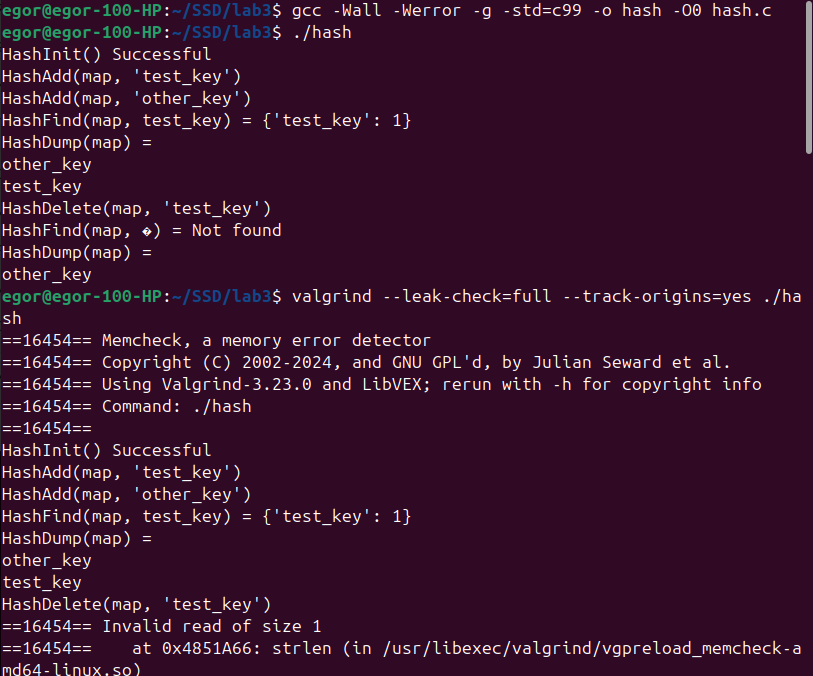 egor@egor-100-HP:~/SSD/lab3$ gcc -Wall -Werror -g -std=c99 -o hash -O0 hash.c
egor@egor-100-HP:~/SSD/lab3$ ./hash
HashInit() Successful
HashAdd(map, 'test_key')
HashAdd(map, 'other_key')
HashFind(map, test_key) = {'test_key': 1}
HashDump(map) =
other_key
test_key
HashDelete(map, 'test_key')
HashFind(map, �) = Not found
HashDump(map) =
other_key
egor@egor-100-HP:~/SSD/lab3$ valgrind --leak-check=full --track-origins=yes ./ha
sh
==16454== Memcheck, a memory error detector
==16454== Copyright (C) 2002-2024, and GNU GPL'd, by Julian Seward et al.
==16454== Using Valgrind-3.23.0 and LibVEX; rerun with -h for copyright info
==16454== Command: ./hash
==16454==
HashInit() Successful
HashAdd(map, 'test_key')
HashAdd(map, 'other_key')
HashFind(map, test_key) = {'test_key': 1}
HashDump(map) =
other_key
test_key
HashDelete(map, 'test_key')
==16454== Invalid read of size 1
==16454==    at 0x4851A66: strlen (in /usr/libexec/valgrind/vgpreload_memcheck-a
md64-linux.so)